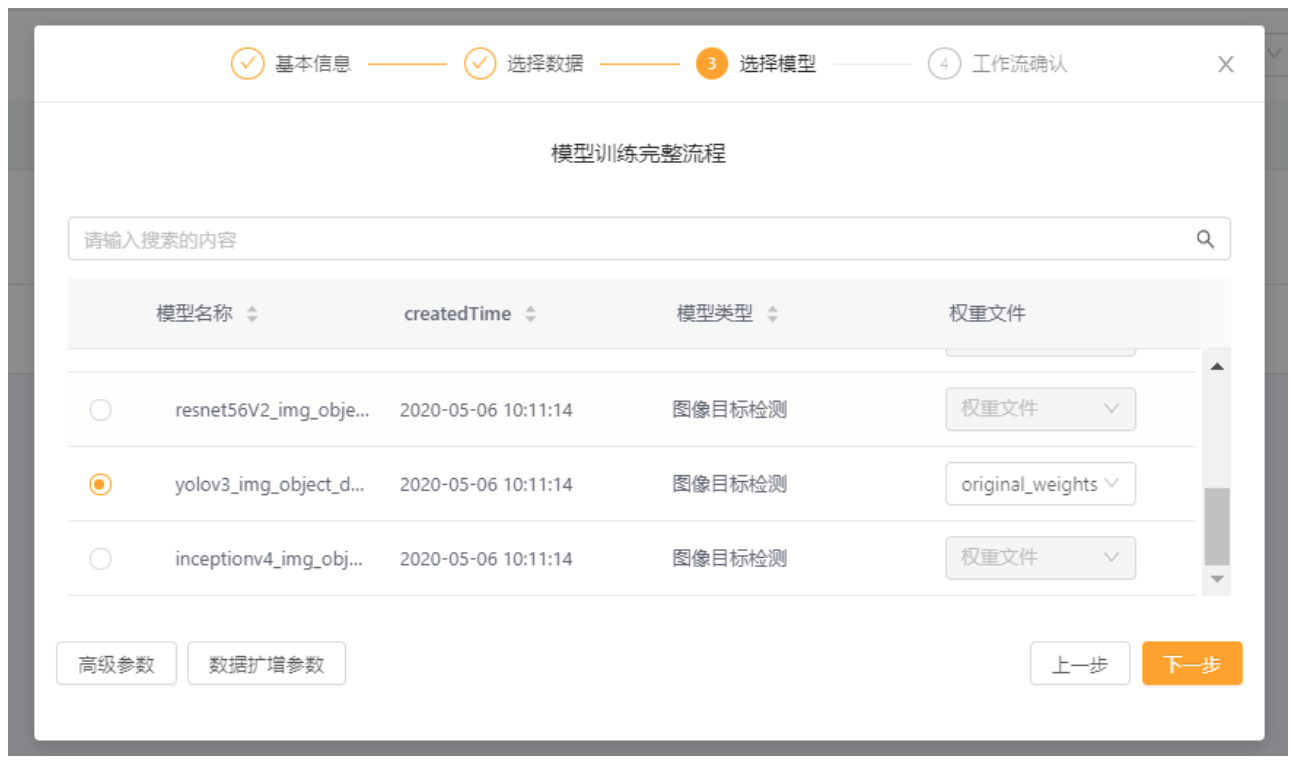 基本信息 选择数据 3 选择模型 4 工作流确认
模型训练完整流程
请输入搜索的内容
模型名称 createdTime 模型类型 权重文件
resnet56V2_img_obje... 2020-05-06 10:11:14 图像目标检测 权重文件
yolov3_img_object_d... 2020-05-06 10:11:14 图像目标检测 original_weights
inceptionv4_img_obj... 2020-05-06 10:11:14 图像目标检测 权重文件
高级参数 数据扩增参数 上一步 下一步